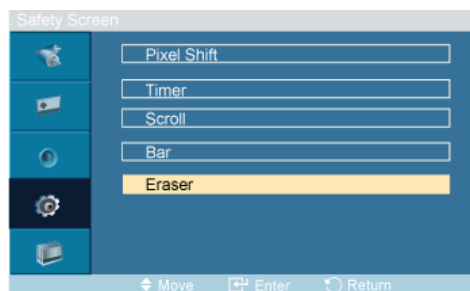 Safety Screen
Pixel Shift
Timer
Scroll
Bar
Eraser
Move Enter Return